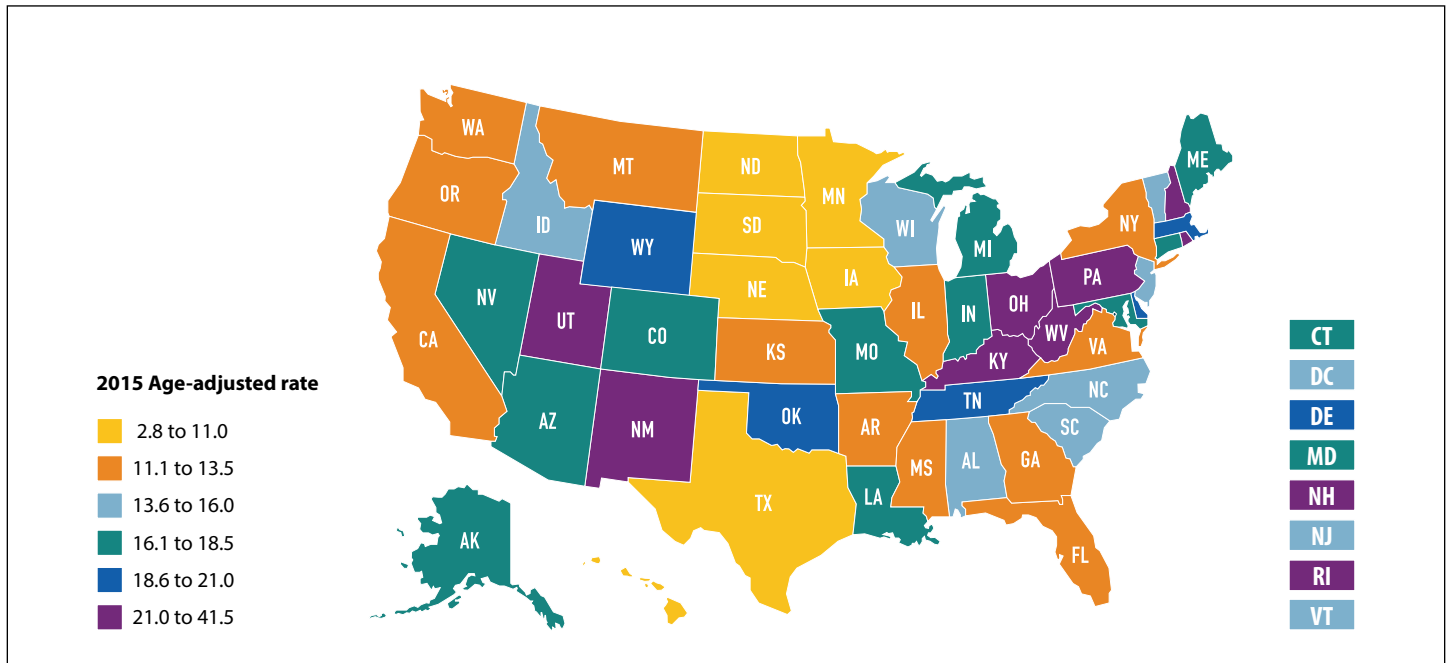 WA
MT
ND
MN
ME
OR
ID
SD
WI
NY
WY
MI
NE
IA
PA
NV
UT
CO
IL
IN
OH
WV
CA
KS
MO
KY
VA
AZ
NM
OK
AR
TN
NC
SC
MS
AL
GA
TX
LA
AK
FL
2015 Age-adjusted rate
2.8 to 11.0
11.1 to 13.5
13.6 to 16.0
16.1 to 18.5
18.6 to 21.0
21.0 to 41.5
CT
DC
DE
MD
NH
NJ
RI
VT